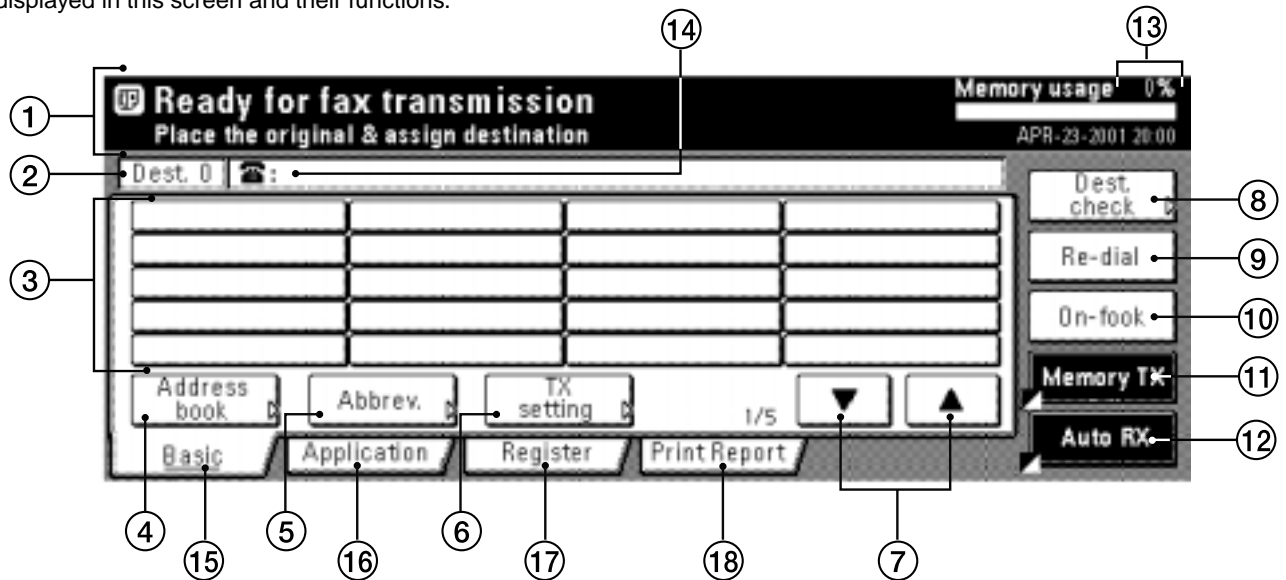 displayed in this screen and their functions.
14
13
Ready for fax transmission
Memory usage 0%
1
Place the original & assign destination
APR-23-2001 20:00
2
Dest. 0 ☎:
Dest. check
8
3
Re-dial
9
On-fook
10
Address book
Abbrev.
TX setting
1/5
▼
▲
Memory TX
11
Basic
Application
Register
Print Report
Auto RX
12
4
5
6
7
15
16
17
18